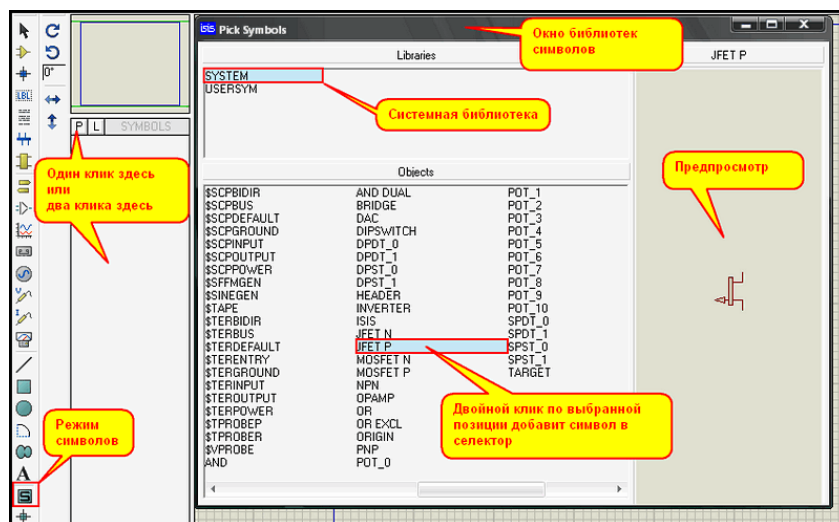 ISIS Pick Symbols
Окно библиотек
символов
Libraries
JFET P
SYSTEM
USERSYM
Системная библиотека
0°
LBL
P L SYMBOLS
Один клик здесь
или
два клика здесь
Предпросмотр
Objects
$SCPBIDIR AND DUAL POT_1
$SCPBUS BRIDGE POT_2
$SCPDEFAULT DAC POT_3
$SCPGROUND DIPSWITCH POT_4
$SCPINPUT DPDT_0 POT_5
$SCPOUTPUT DPDT_1 POT_6
$SCPPOWER DPST_0 POT_7
$SFFMGEN DPST_1 POT_8
$SINEGEN HEADER POT_9
$TAPE INVERTER POT_10
$TERBIDIR ISIS SPDT_0
$TERBUS JFET N SPDT_1
$TERDEFAULT JFET P SPST_0
$TERENTRY MOSFET N SPST_1
$TERGROUND MOSFET P TARGET
$TERINPUT NPN
$TEROUTPUT OPAMP
$TERPOWER OR
$TPROBEP OR EXCL
$TPROBER ORIGIN
$VPROBE PNP
AND POT_0
Двойной клик по выбранной
позиции добавит символ в
селектор
Режим
символов
A
S